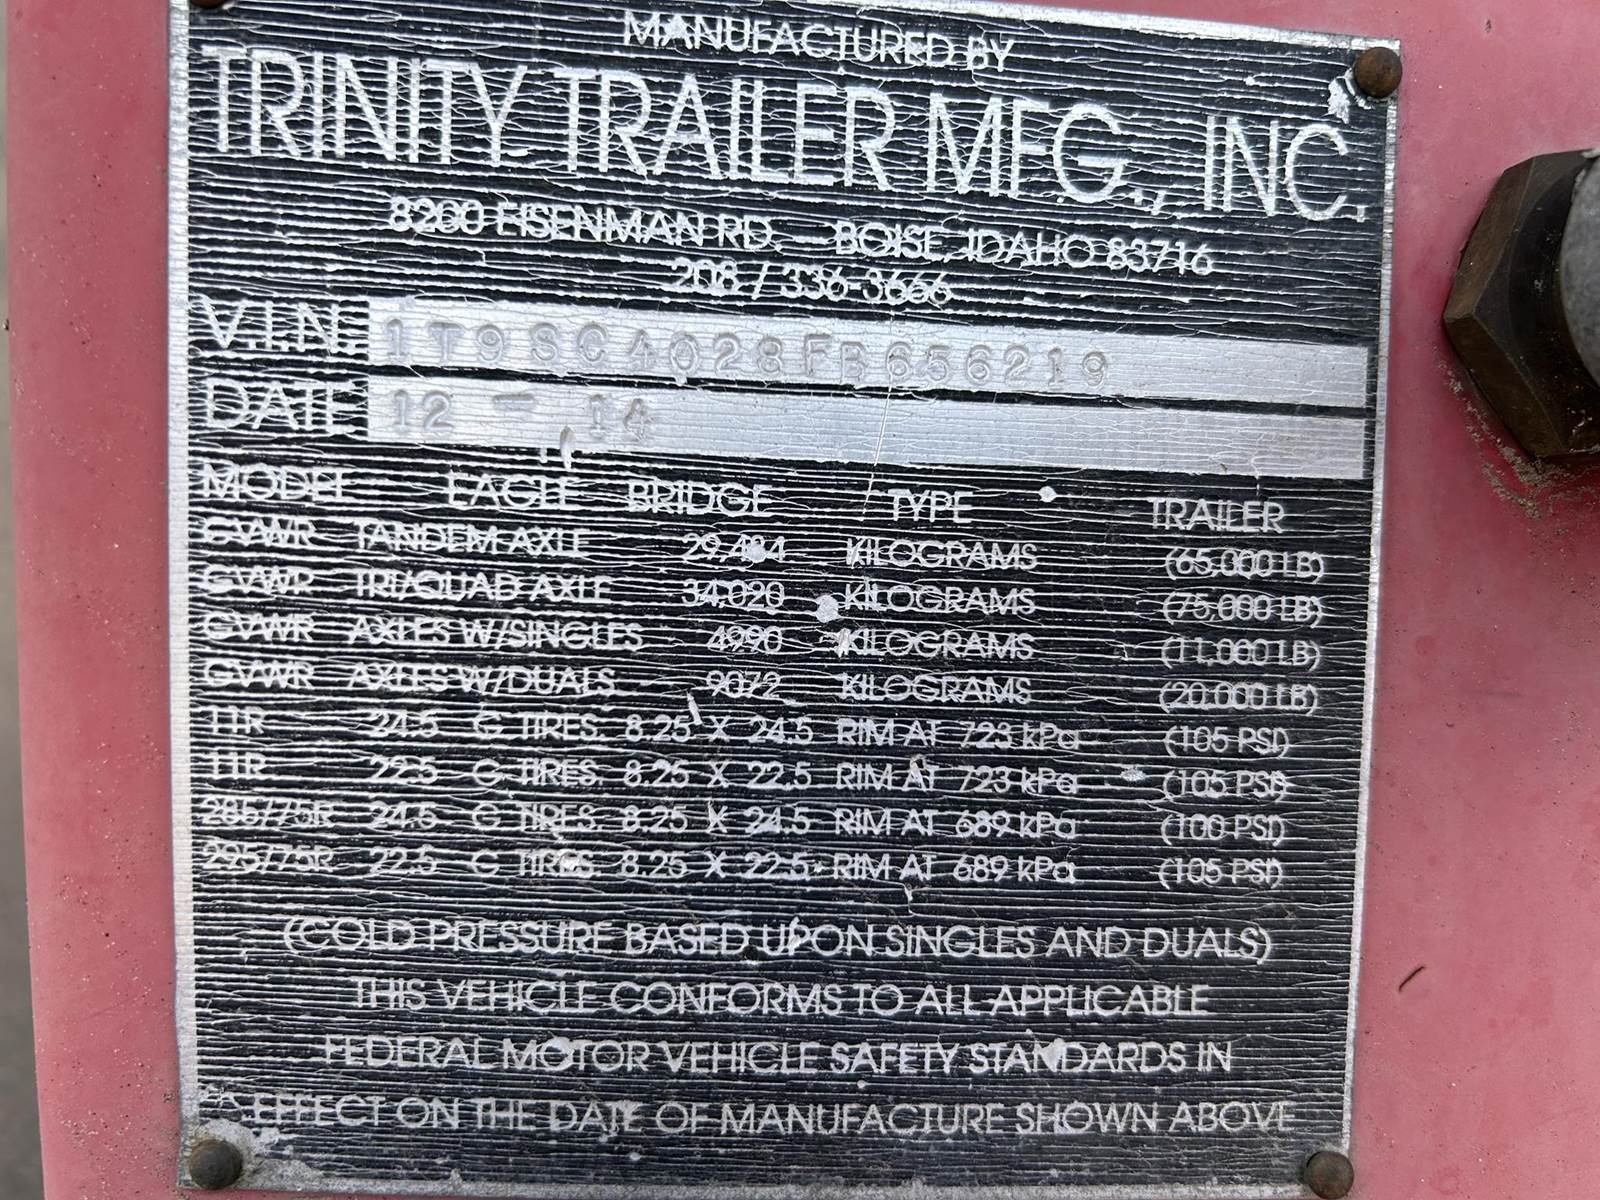 MANUFACTURED BY
TRINITY TRAILER MFG., INC.
8200 EISENMAN RD. BOISE, IDAHO 83716
208 / 336-3666
V.I.N. 1T9SC4028FB656219
DATE 12 - 14
MODEL EAGLE BRIDGE TYPE TRAILER
GVWR TANDEM AXLE 29,484 KILOGRAMS (65,000 LB)
GVWR TRI/QUAD AXLE 34,020 KILOGRAMS (75,000 LB)
GVWR AXLES W/SINGLES 4990 KILOGRAMS (11,000 LB)
GVWR AXLES W/DUALS 9072 KILOGRAMS (20,000 LB)
11R 24.5 G TIRES. 8.25 X 24.5 RIM AT 723 kPa (105 PSI)
11R 22.5 G TIRES. 8.25 X 22.5 RIM AT 723 kPa (105 PSI)
285/75R 24.5 G TIRES. 8.25 X 24.5 RIM AT 689 kPa (100 PSI)
295/75R 22.5 G TIRES. 8.25 X 22.5 RIM AT 689 kPa (105 PSI)
(COLD PRESSURE BASED UPON SINGLES AND DUALS)
THIS VEHICLE CONFORMS TO ALL APPLICABLE
FEDERAL MOTOR VEHICLE SAFETY STANDARDS IN
EFFECT ON THE DATE OF MANUFACTURE SHOWN ABOVE